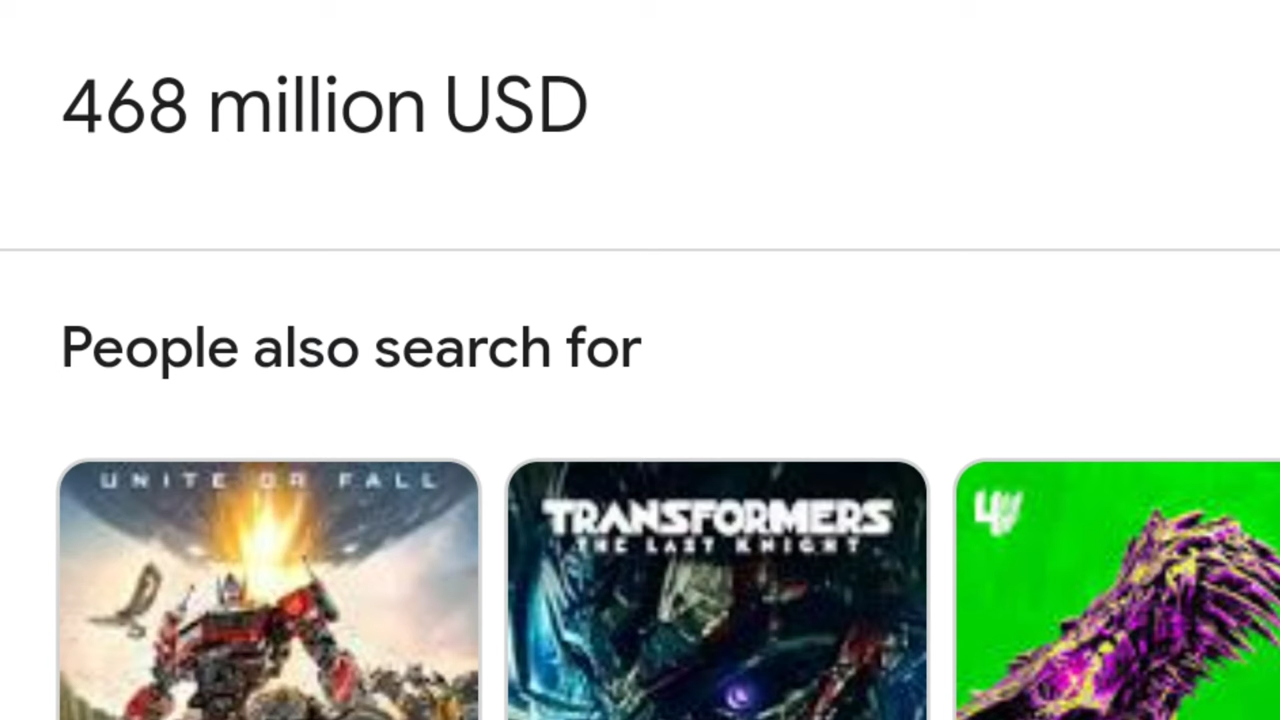 468 million USD
People also search for
UNITE OR FALL
TRANSFORMERS
THE LAST KNIGHT